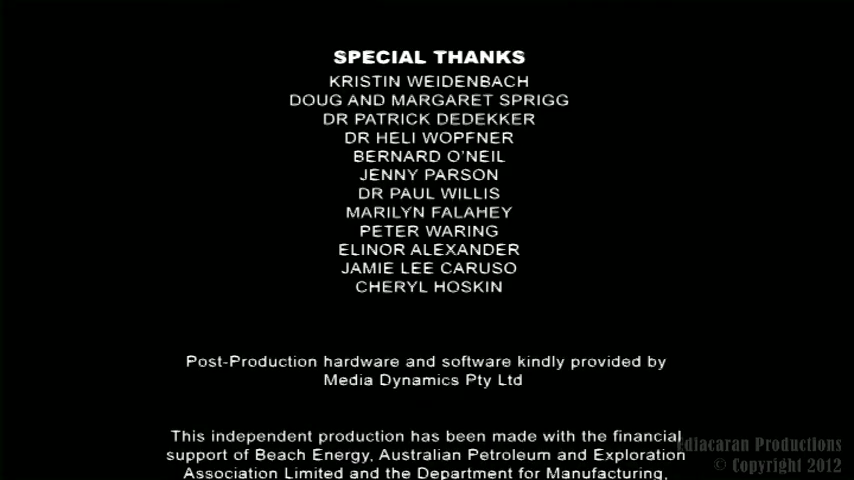 SPECIAL THANKS
KRISTIN WEIDENBACH
DOUG AND MARGARET SPRIGG
DR PATRICK DEDEKKER
DR HELI WOPFNER
BERNARD O'NEIL
JENNY PARSON
DR PAUL WILLIS
MARILYN FALAHEY
PETER WARING
ELINOR ALEXANDER
JAMIE LEE CARUSO
CHERYL HOSKIN
Post-Production hardware and software kindly provided by
Media Dynamics Pty Ltd
This independent production has been made with the financial
support of Beach Energy, Australian Petroleum and Exploration
Association Limited and the Department for Manufacturing,
Ediacaran Productions
© Copyright 2012